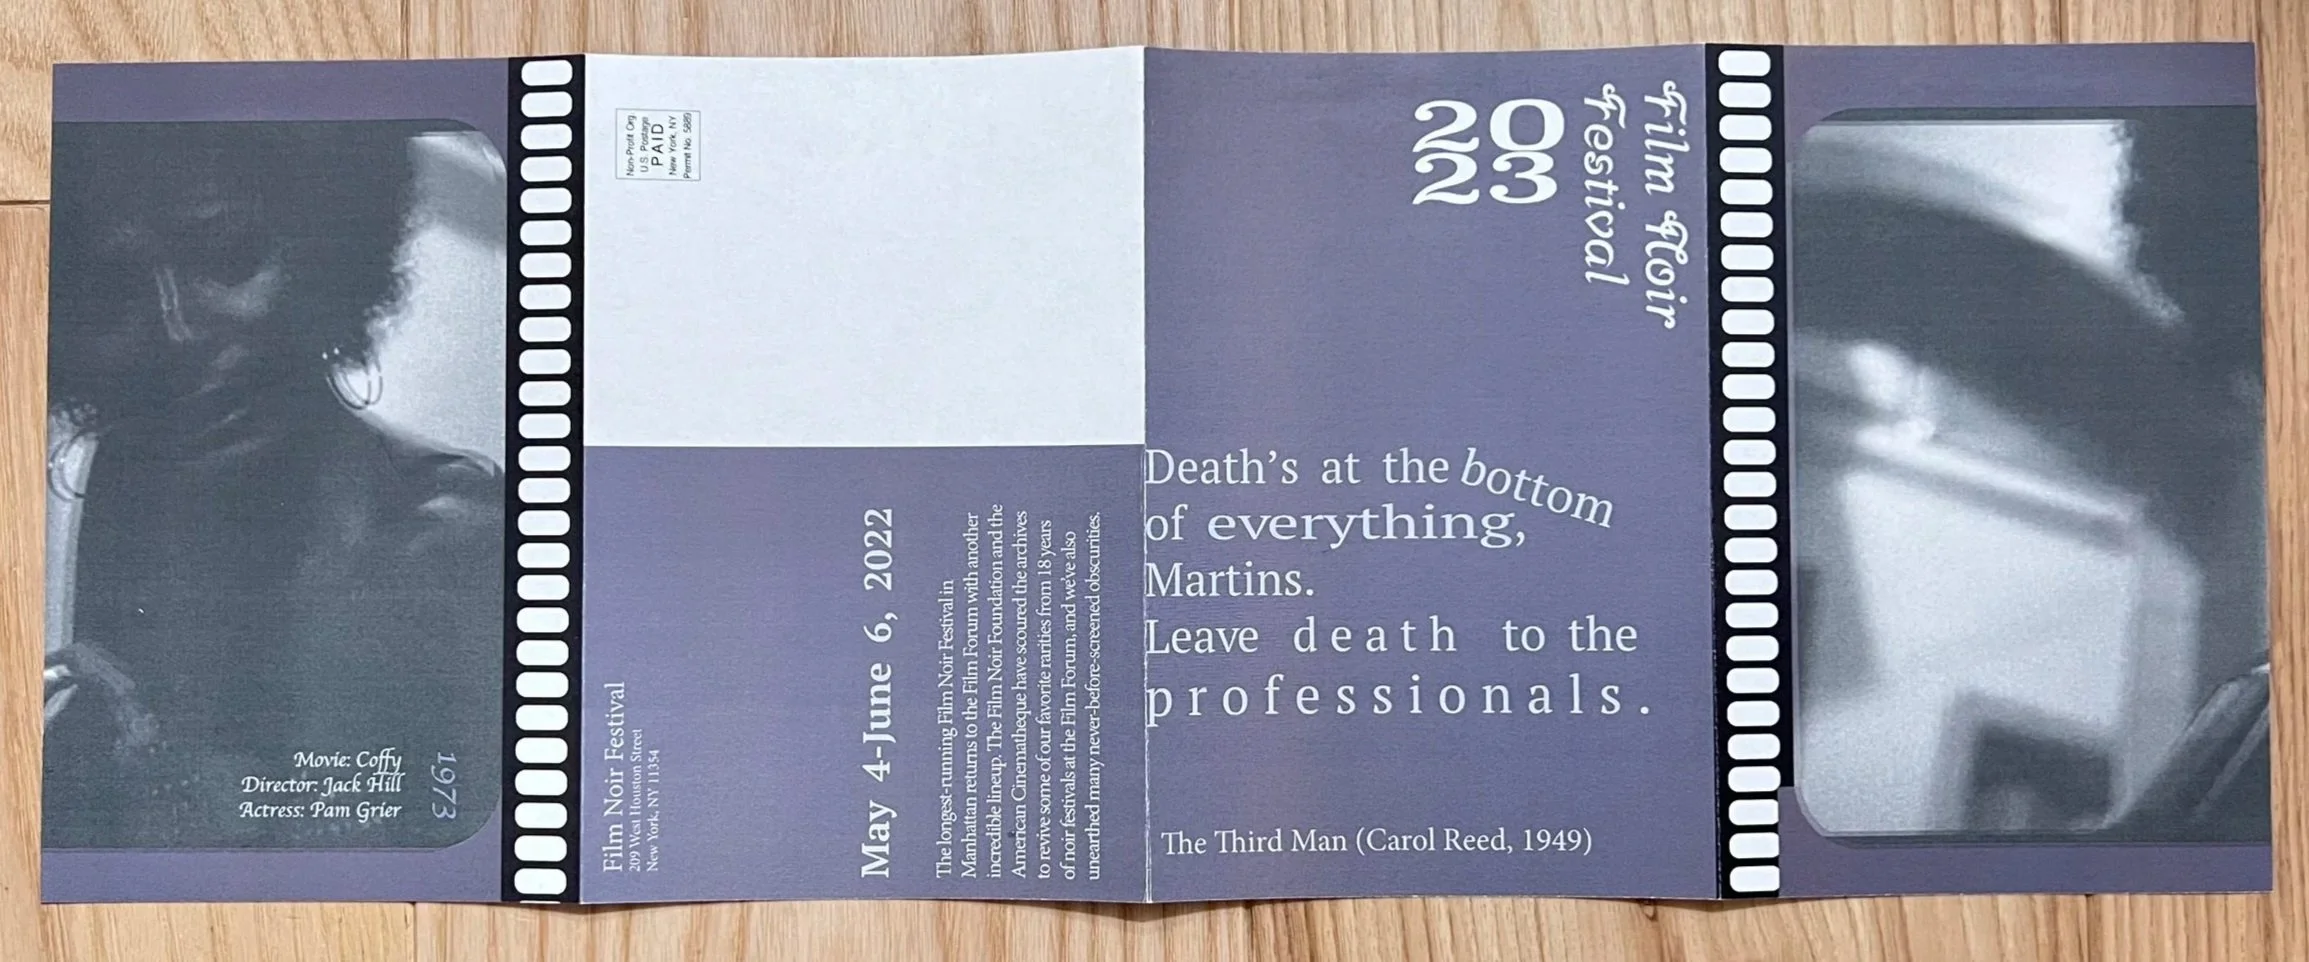 Movie: Coffy
Director: Jack Hill
Actress: Pam Grier
1973
Non-Profit Org.
U.S. Postage
PAID
New York, NY
Permit No. 5889
Film Noir Festival
209 West Houston Street
New York, NY 11354
May 4-June 6, 2022
The longest-running Film Noir Festival in
Manhattan returns to the Film Forum with another
incredible lineup. The Film Noir Foundation and the
American Cinematheque have scoured the archives
to revive some of our favorite rarities from 18 years
of noir festivals at the Film Forum, and we've also
unearthed many never-before-screened obscurities.
Film Noir
Festival
20
23
Death's at the bottom
of everything,
Martins.
Leave death to the
professionals.
The Third Man (Carol Reed, 1949)